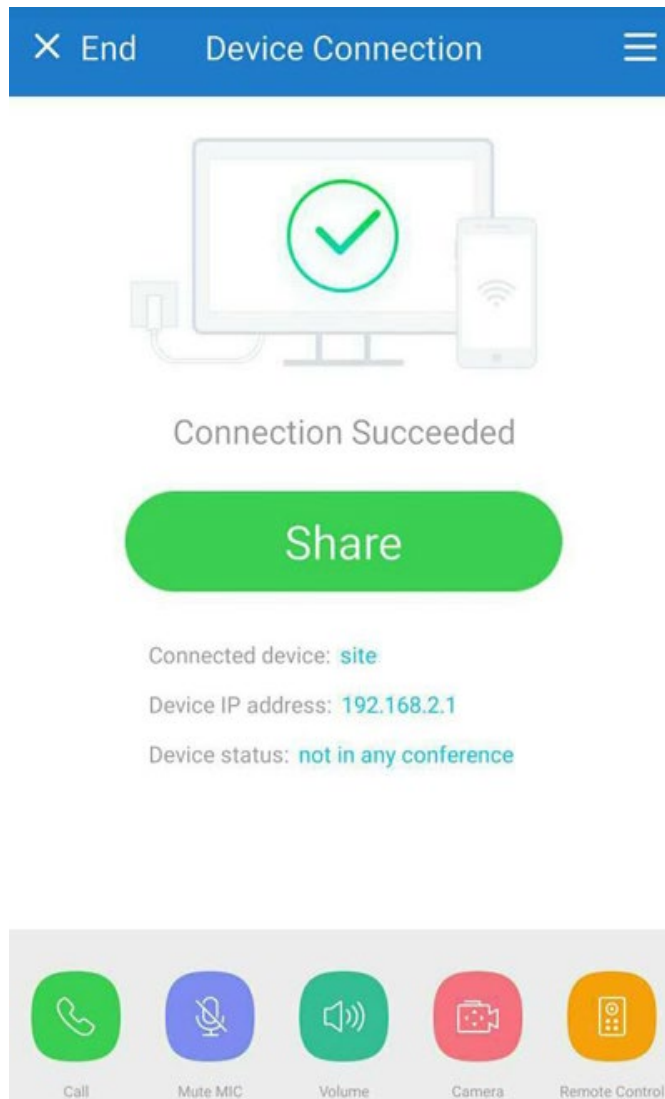 End Device Connection
Connection Succeeded
Share
Connected device: site
Device IP address: 192.168.2.1
Device status: not in any conference
Call Mute MIC Volume Camera Remote Control